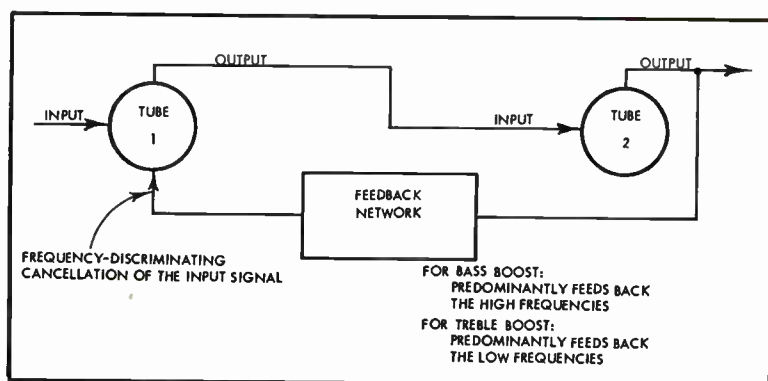 OUTPUT
OUTPUT
INPUT
TUBE
1
INPUT
TUBE
2
FEEDBACK
NETWORK
FREQUENCY-DISCRIMINATING
CANCELLATION OF THE INPUT SIGNAL
FOR BASS BOOST:
PREDOMINANTLY FEEDS BACK
THE HIGH FREQUENCIES
FOR TREBLE BOOST:
PREDOMINANTLY FEEDS BACK
THE LOW FREQUENCIES